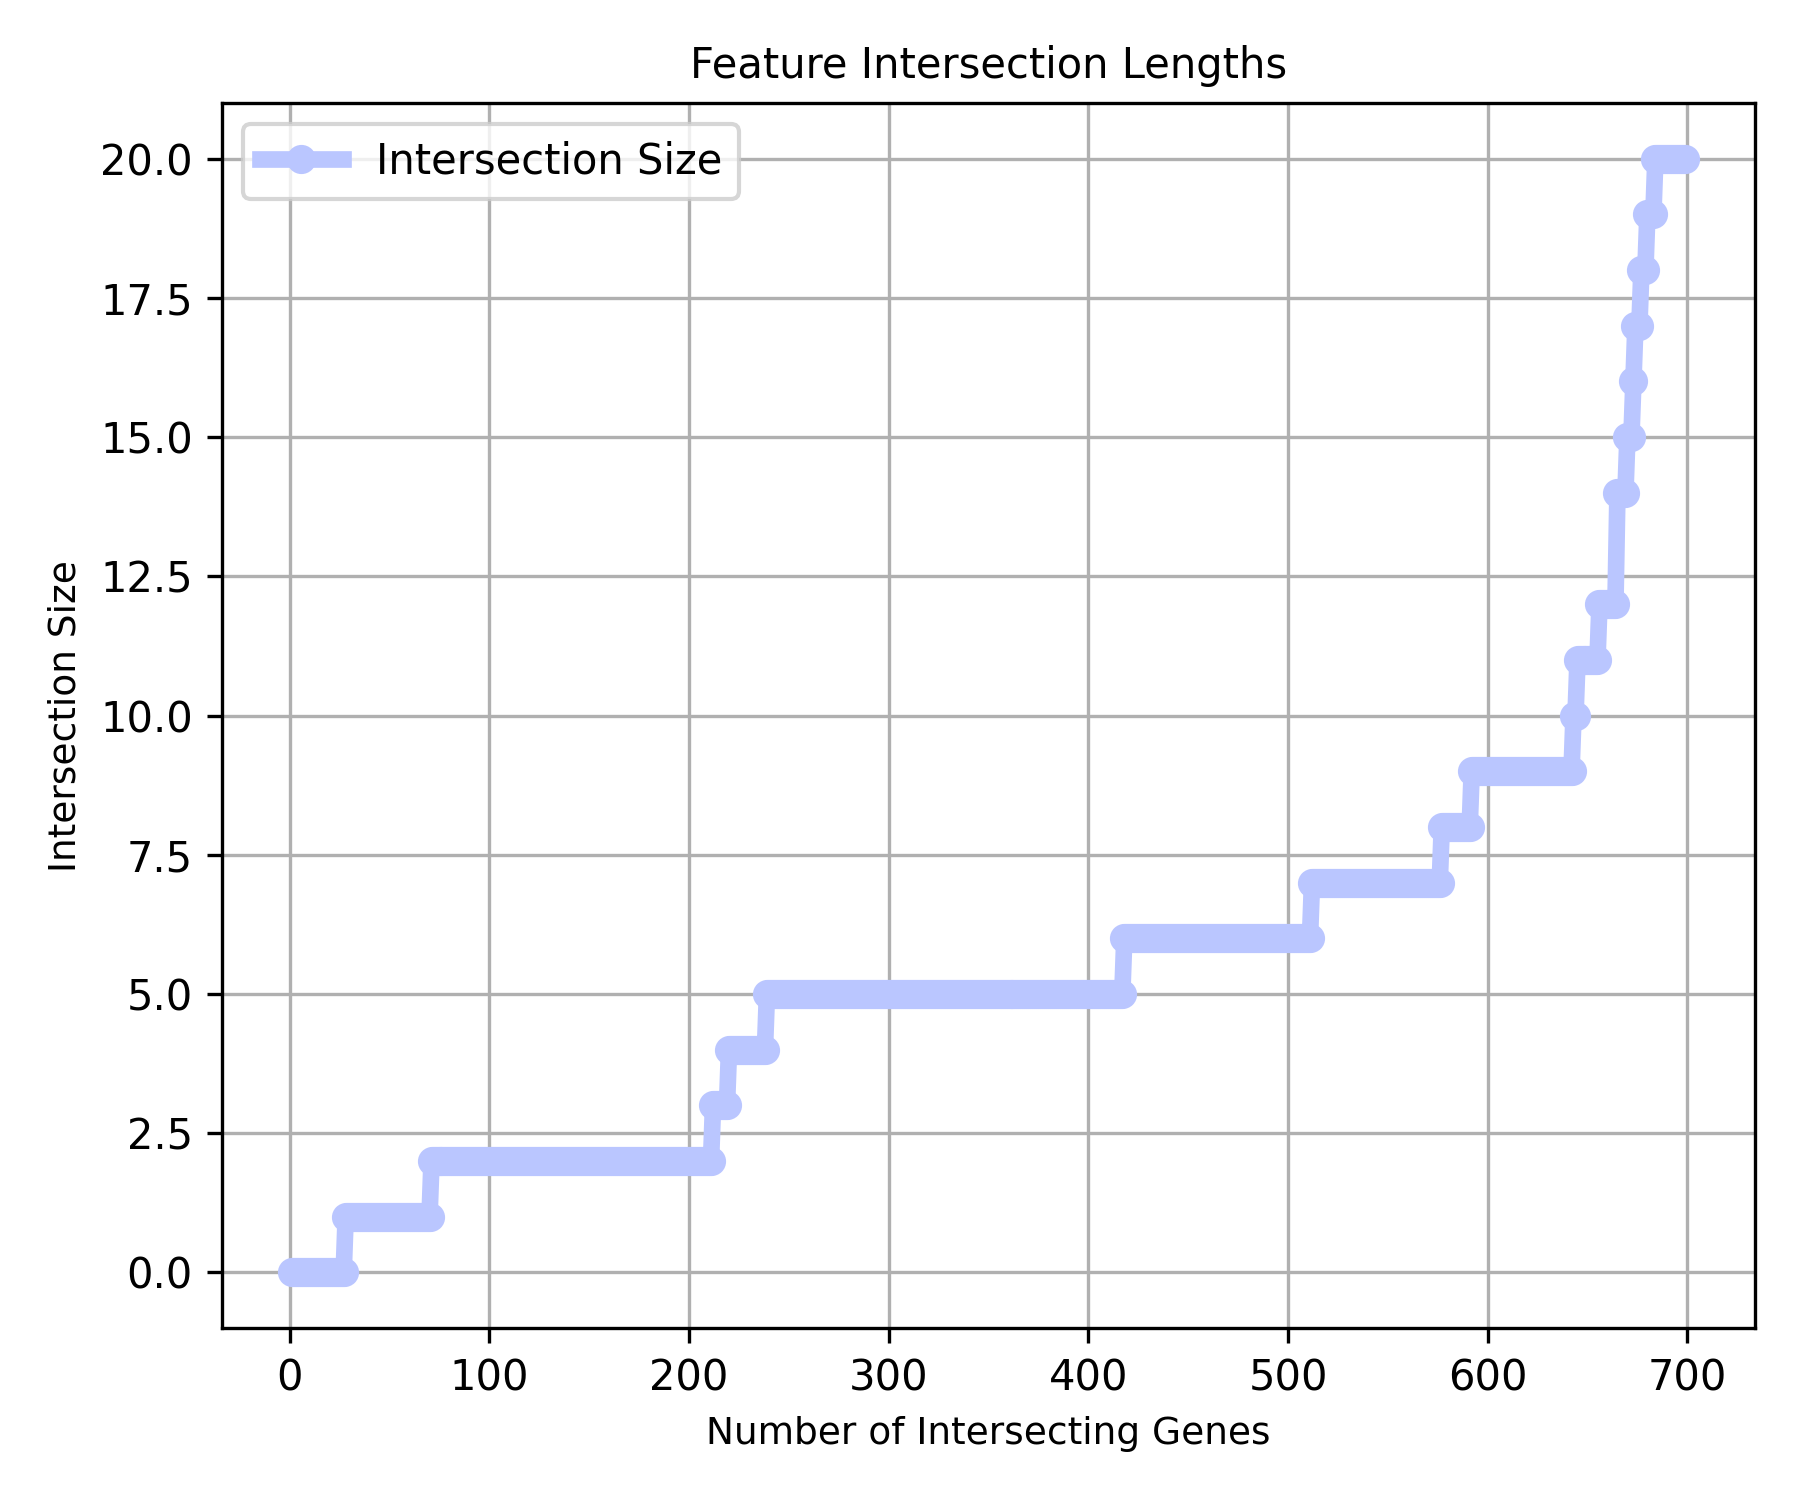 Feature Intersection Lengths
Intersection Size
20.0
17.5
15.0
12.5
10.0
7.5
5.0
2.5
0.0
Intersection Size
0 100 200 300 400 500 600 700
Number of Intersecting Genes